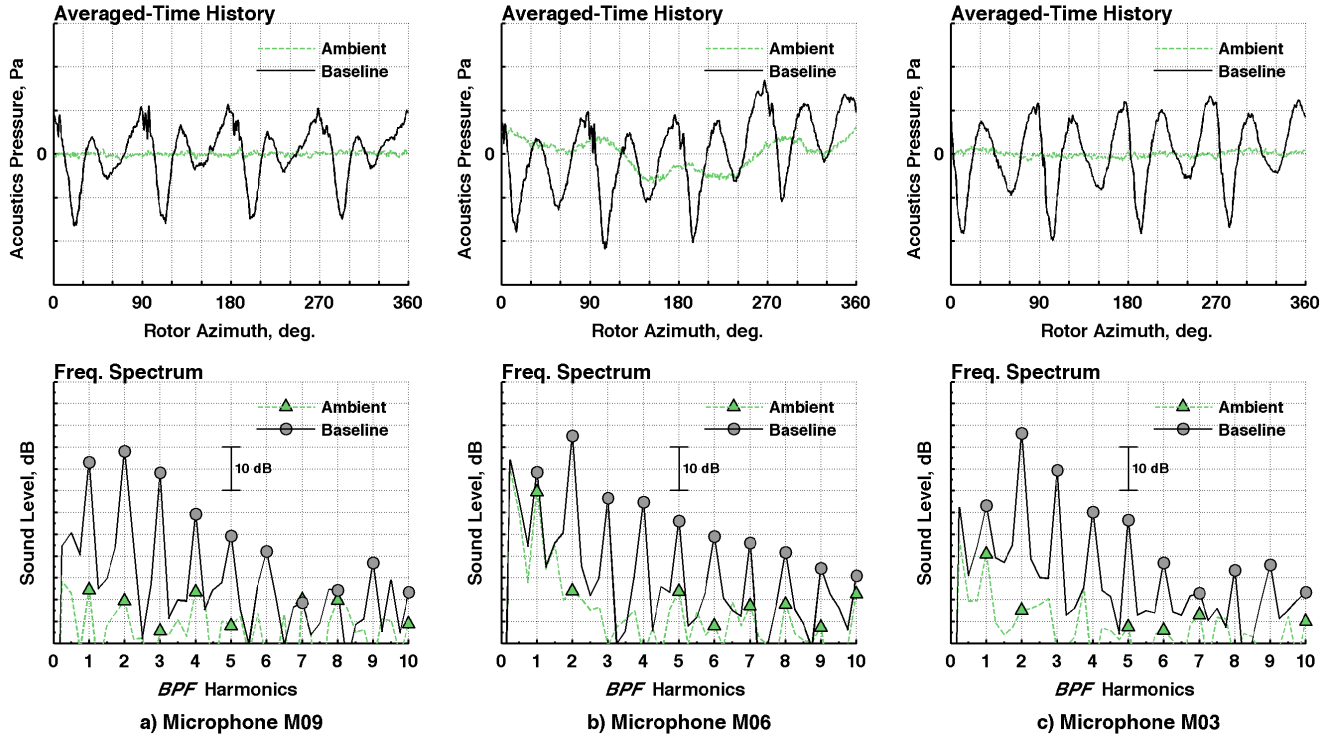 Averaged-Time History
Ambient
Baseline
Acoustics Pressure, Pa
0
0 90 180 270 360
Rotor Azimuth, deg.
Averaged-Time History
Ambient
Baseline
Acoustics Pressure, Pa
0
0 90 180 270 360
Rotor Azimuth, deg.
Averaged-Time History
Ambient
Baseline
Acoustics Pressure, Pa
0
0 90 180 270 360
Rotor Azimuth, deg.
Freq. Spectrum
Ambient
Baseline
10 dB
Sound Level, dB
0 1 2 3 4 5 6 7 8 9 10
BPF Harmonics
a) Microphone M09
Freq. Spectrum
Ambient
Baseline
10 dB
Sound Level, dB
0 1 2 3 4 5 6 7 8 9 10
BPF Harmonics
b) Microphone M06
Freq. Spectrum
Ambient
Baseline
10 dB
Sound Level, dB
0 1 2 3 4 5 6 7 8 9 10
BPF Harmonics
c) Microphone M03